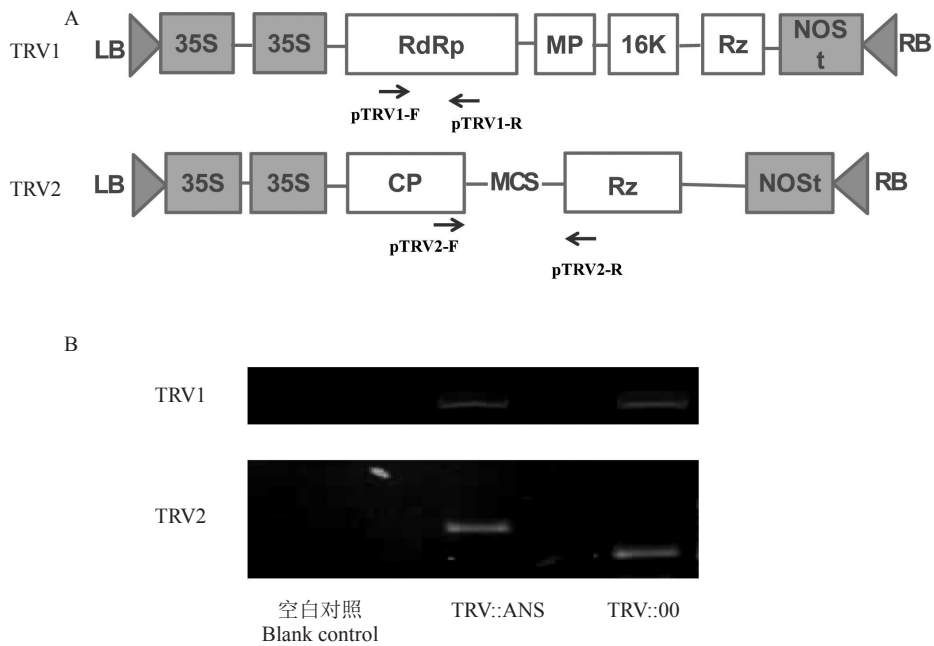 A
TRV1 LB 35S 35S RdRp MP 16K Rz NOS t RB
pTRV1-F pTRV1-R
TRV2 LB 35S 35S CP MCS Rz NOSt RB
pTRV2-F pTRV2-R
B
TRV1
TRV2
空白对照 TRV::ANS TRV::00
Blank control